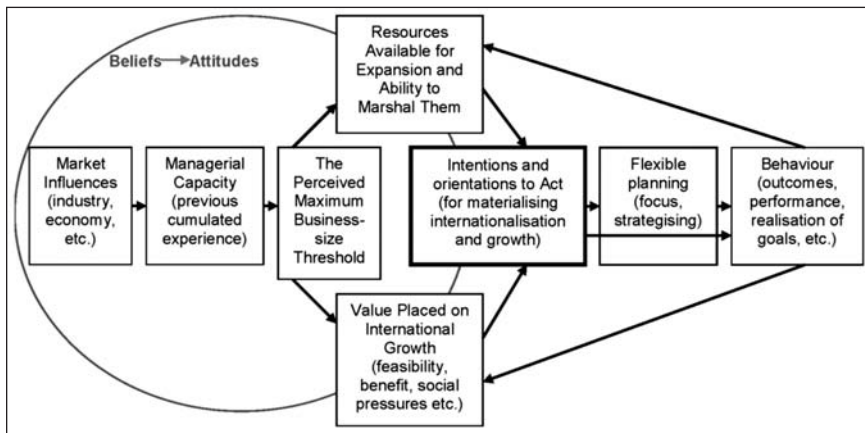 Beliefs Attitudes
Resources
Available for
Expansion and
Ability to
Marshal Them
Market
Influences
(industry,
economy,
etc.)
Managerial
Capacity
(previous
cumulated
experience)
The
Perceived
Maximum
Business-
size
Threshold
Intentions and
orientations to Act
(for materialising
internationalisation
and growth)
Flexible
planning
(focus,
strategising)
Behaviour
(outcomes,
performance,
realisation of
goals, etc.)
Value Placed on
International
Growth
(feasibility,
benefit, social
pressures etc.)